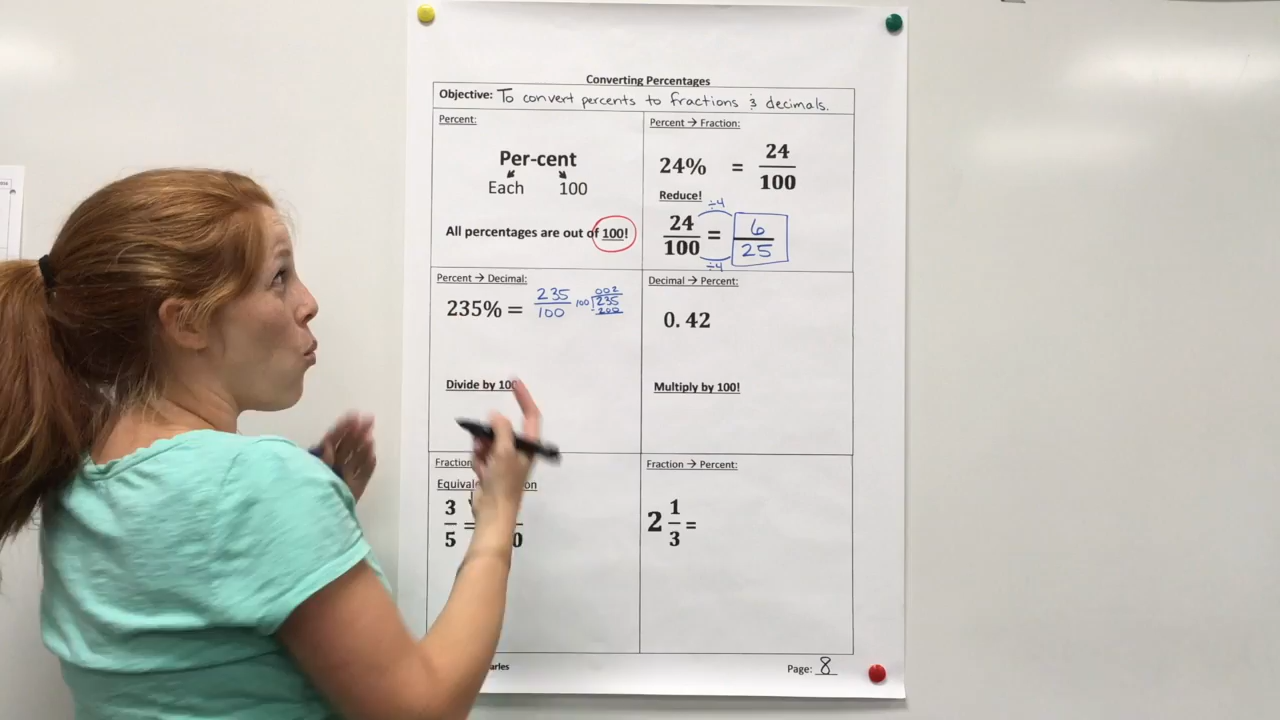 Converting Percentages
Objective: To convert percents to fractions & decimals.
Percent:
Per-cent
Each 100
All percentages are out of 100!
Percent → Fraction:
24% = 24/100
Reduce!
÷4
24/100 = 6/25
÷4
Percent → Decimal:
235% = 235/100
002
100 235
- 200
Divide by 100
Decimal → Percent:
0.42
Multiply by 100!
Fraction
3/5 =
Fraction → Percent:
2 1/3 =
Page: 8